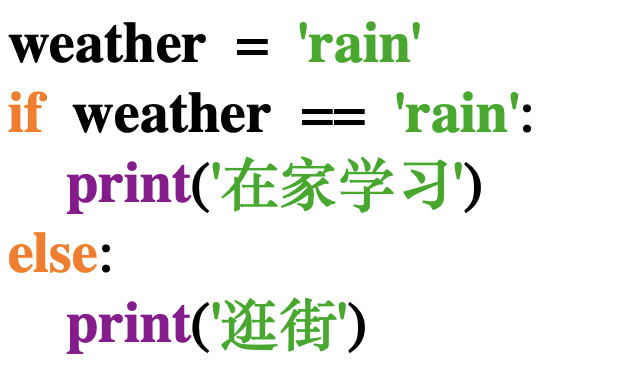 weather = 'rain'
if weather == 'rain':
  print('在家学习')
else:
  print('逛街')